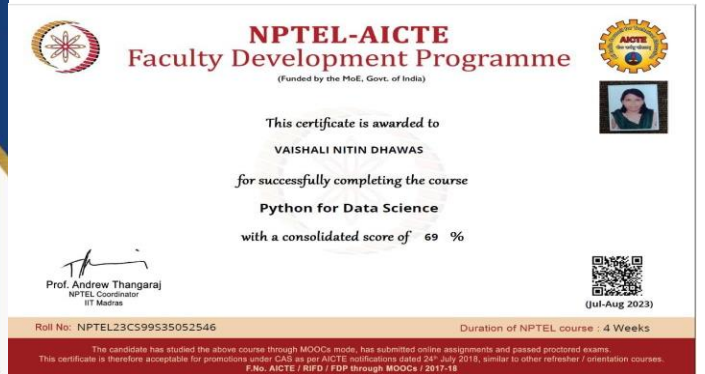 NPTEL-AICTE
Faculty Development Programme
(Funded by the MoE, Govt. of India)
AICTE
This certificate is awarded to
VAISHALI NITIN DHAWAS
for successfully completing the course
Python for Data Science
with a consolidated score of 69 %
Prof. Andrew Thangaraj
NPTEL Coordinator
IIT Madras
(Jul-Aug 2023)
Roll No: NPTEL23CS99S35052546
Duration of NPTEL course : 4 Weeks
The candidate has studied the above course through MOOCs mode, has submitted online assignments and passed proctored exams.
This certificate is therefore acceptable for promotions under CAS as per AICTE notifications dated 24th July 2018, similar to other refresher / orientation courses.
F.No. AICTE / RIFD / FDP through MOOCs / 2017-18